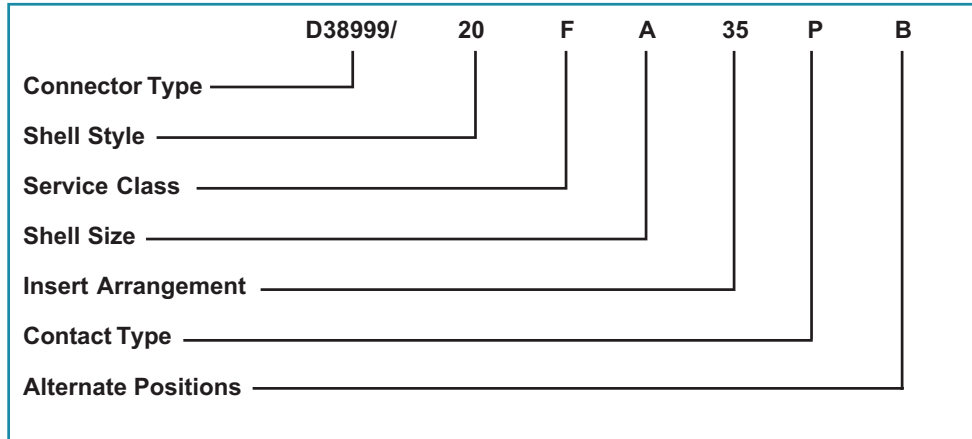 D38999/ 20 F A 35 P B
Connector Type
Shell Style
Service Class
Shell Size
Insert Arrangement
Contact Type
Alternate Positions